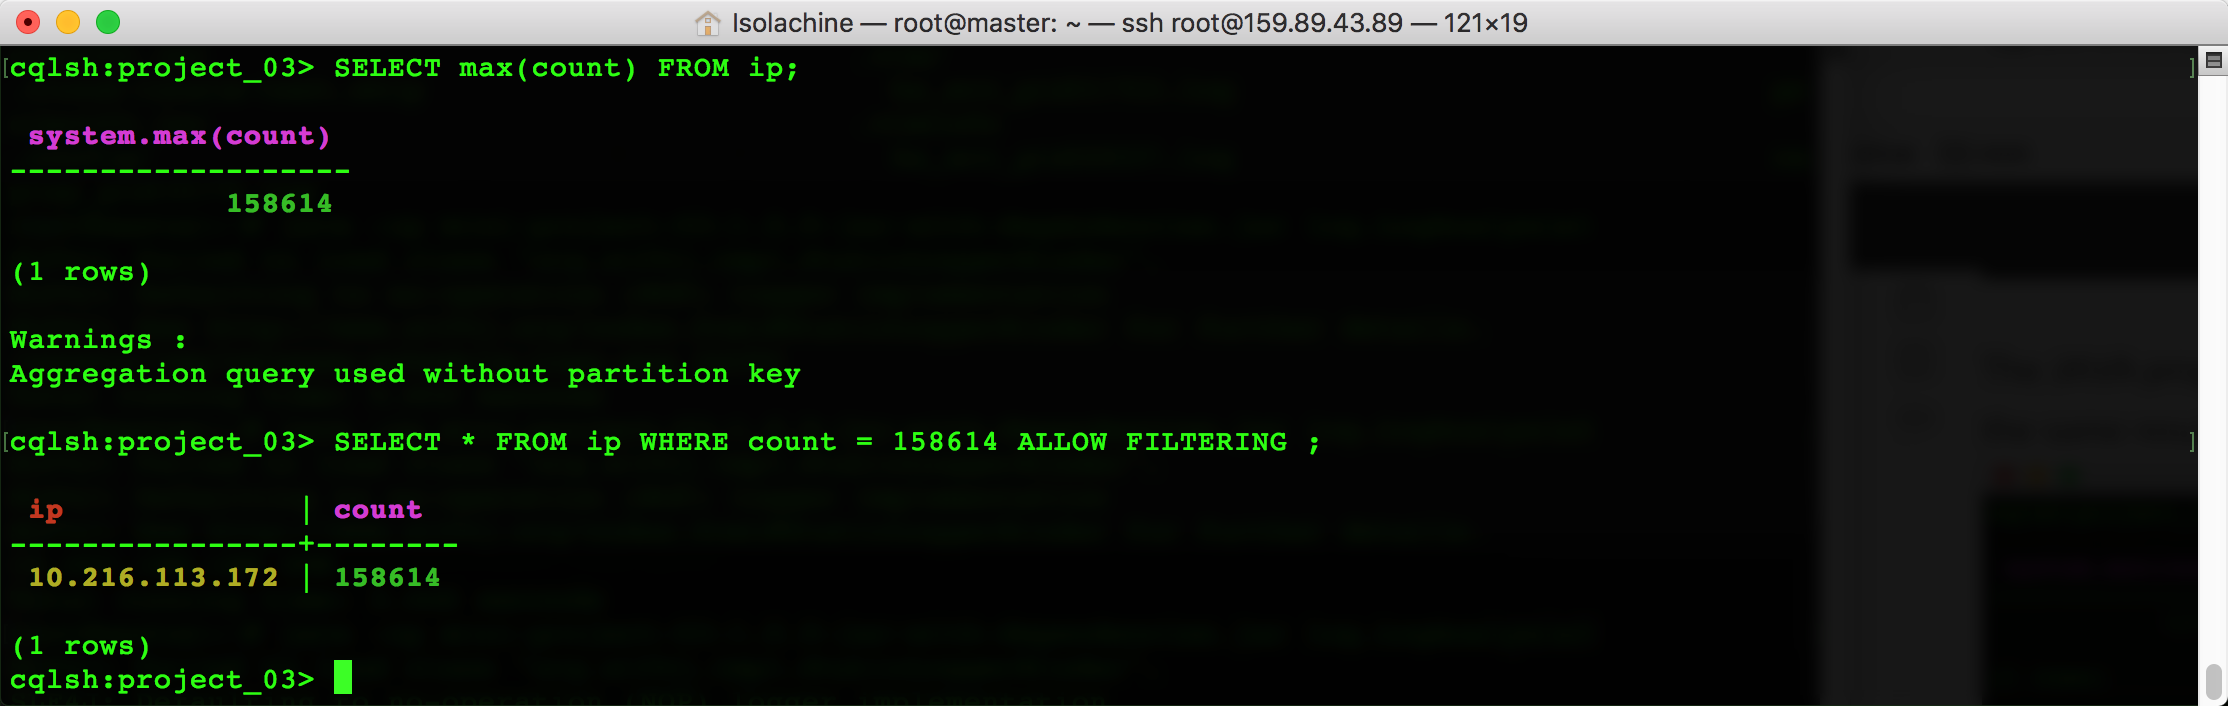 Isolachine — root@master: ~ — ssh root@159.89.43.89 — 121×19
[cqlsh:project_03> SELECT max(count) FROM ip; ]
system.max(count)
-------------------
158614
(1 rows)
Warnings :
Aggregation query used without partition key
[cqlsh:project_03> SELECT * FROM ip WHERE count = 158614 ALLOW FILTERING ; ]
ip | count
----------------+--------
10.216.113.172 | 158614
(1 rows)
cqlsh:project_03>